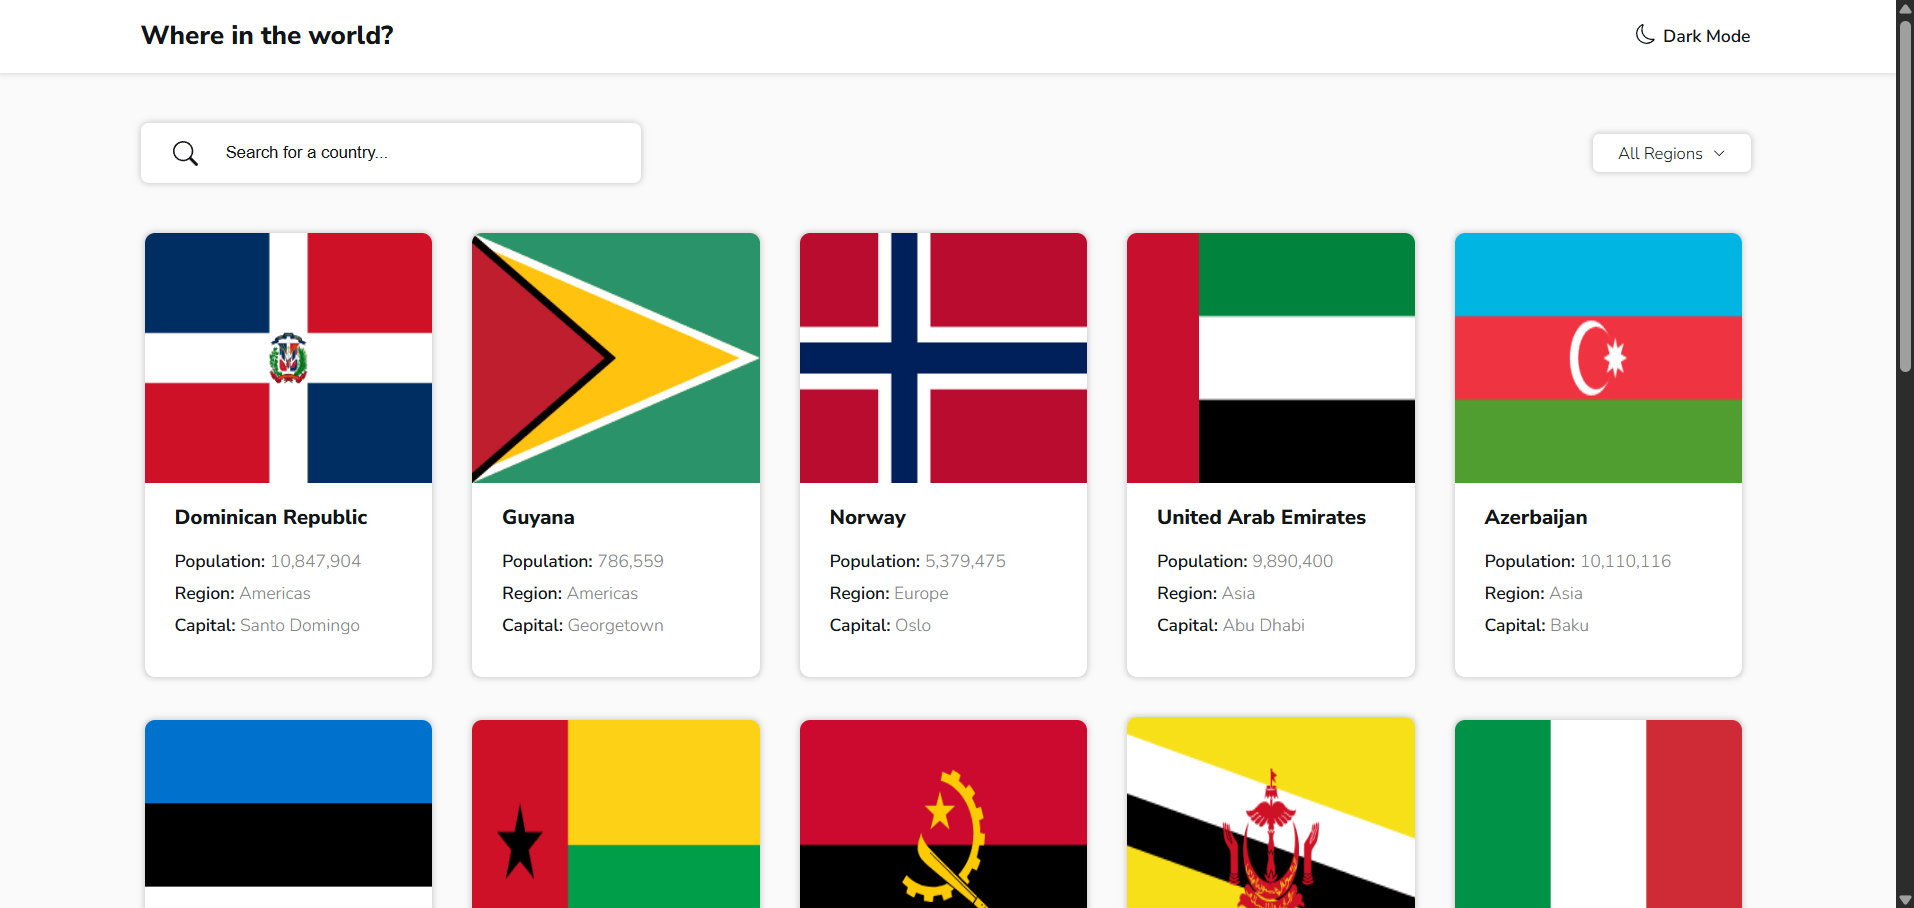 Where in the world?
Dark Mode
Search for a country...
All Regions
Dominican Republic
Population: 10,847,904
Region: Americas
Capital: Santo Domingo
Guyana
Population: 786,559
Region: Americas
Capital: Georgetown
Norway
Population: 5,379,475
Region: Europe
Capital: Oslo
United Arab Emirates
Population: 9,890,400
Region: Asia
Capital: Abu Dhabi
Azerbaijan
Population: 10,110,116
Region: Asia
Capital: Baku